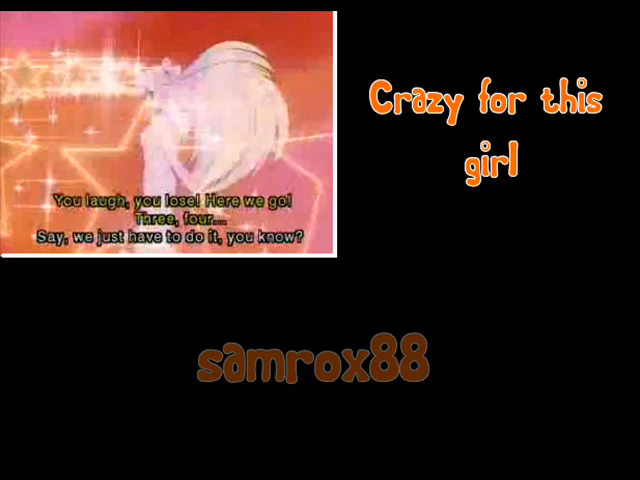 You laugh, you lose! Here we go!
Three, four...
Say, we just have to do it, you know?
Crazy for this
girl
samrox88